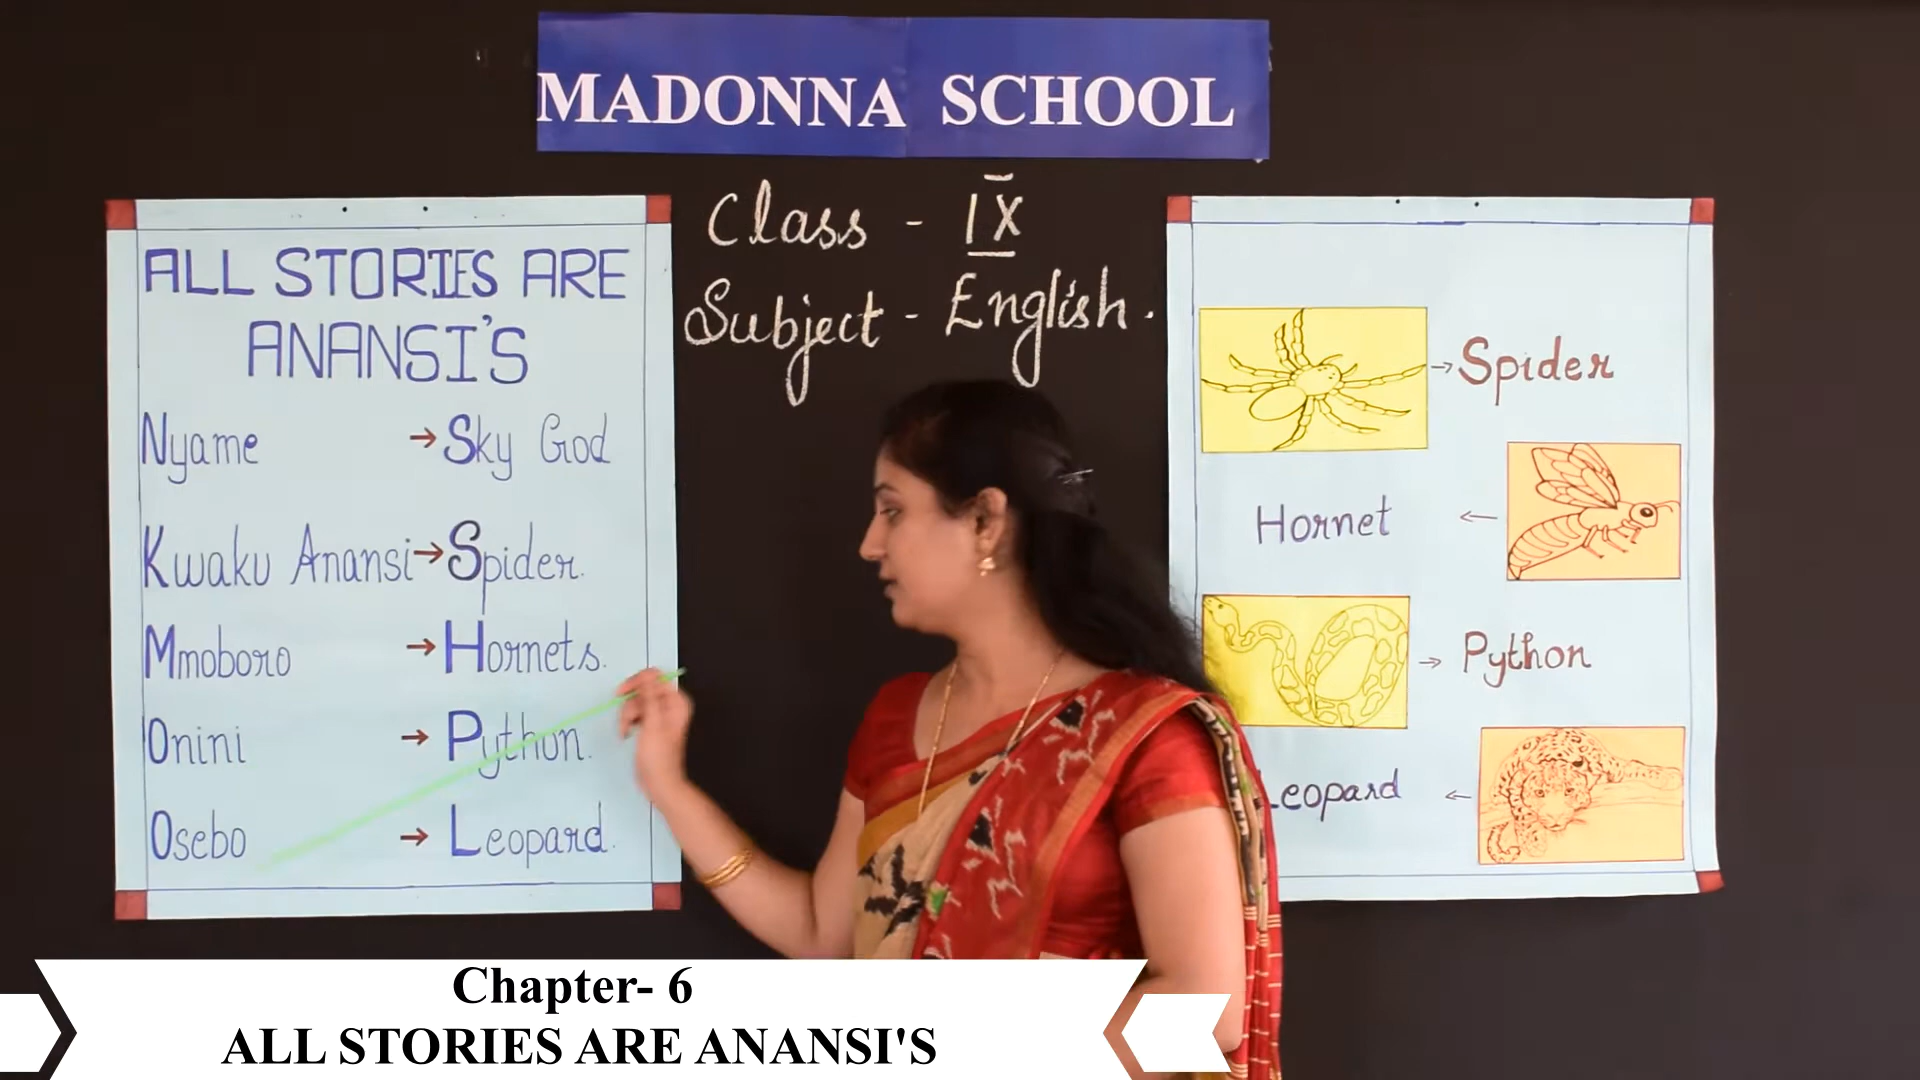 MADONNA SCHOOL
Class - IX
Subject - English.
ALL STORIES ARE
ANANSI'S
Nyame → Sky God
Kwaku Anansi → Spider.
Mmoboro → Hornets.
Onini → Python.
Osebo → Leopard.
→ Spider
Hornet ←
→ Python
Leopard ←
Chapter- 6
ALL STORIES ARE ANANSI'S